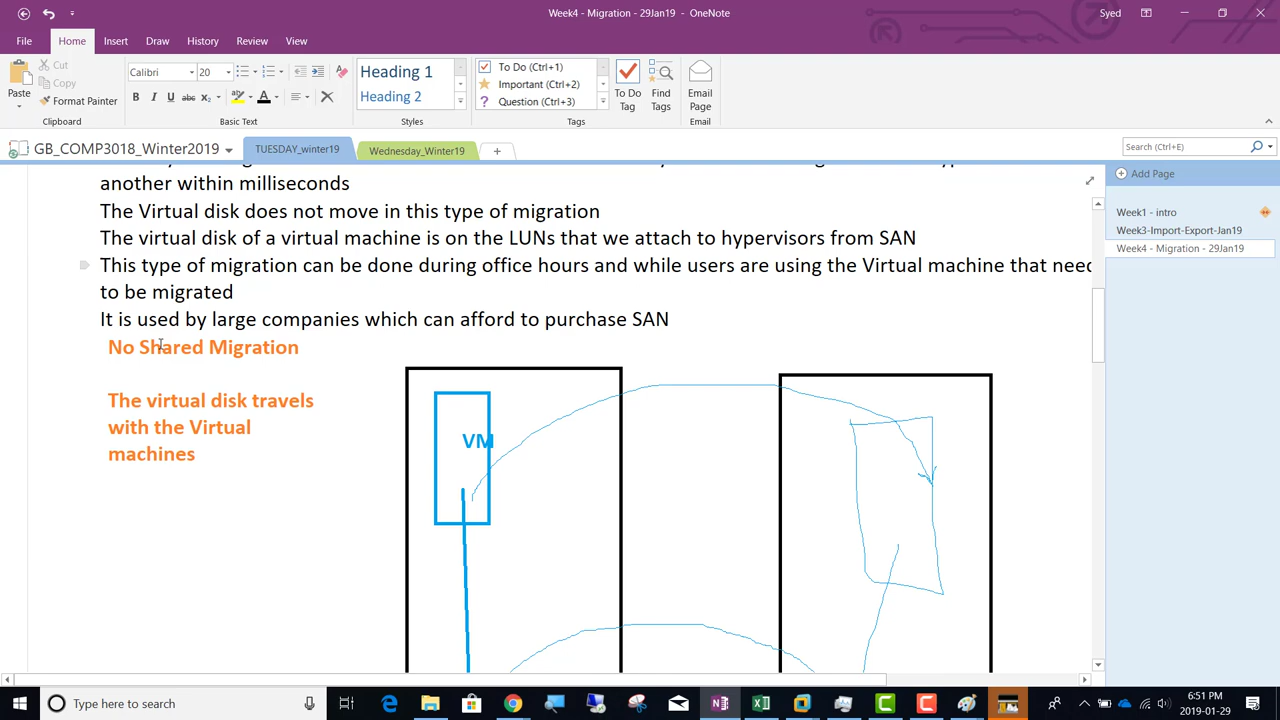 Week4 - Migration - 29Jan19 - OneNote
Syed
File Home Insert Draw History Review View
Paste
Cut
Copy
Format Painter
Clipboard
Calibri 20
Basic Text
Heading 1
Heading 2
Styles
To Do (Ctrl+1)
Important (Ctrl+2)
Question (Ctrl+3)
To Do
Tag
Find
Tags
Tags
Email
Page
Email
GB_COMP3018_Winter2019
TUESDAY_winter19
Wednesday_Winter19
Search (Ctrl+E)
Add Page
Week1 - intro
Week3-Import-Export-Jan19
Week4 - Migration - 29Jan19
another within milliseconds
The Virtual disk does not move in this type of migration
The virtual disk of a virtual machine is on the LUNs that we attach to hypervisors from SAN
This type of migration can be done during office hours and while users are using the Virtual machine that need
to be migrated
It is used by large companies which can afford to purchase SAN
No Shared Migration
The virtual disk travels
with the Virtual
machines
VM
Type here to search
6:51 PM
2019-01-29